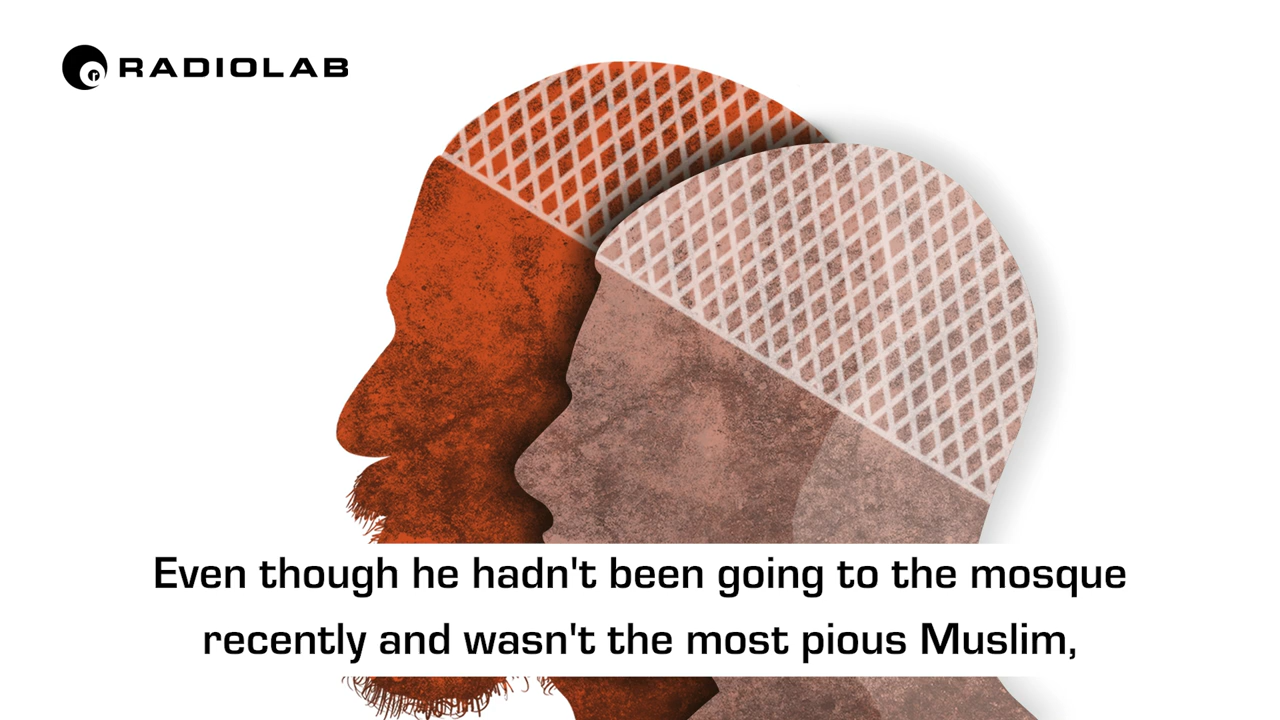 RADIOLAB
Even though he hadn't been going to the mosque
recently and wasn't the most pious Muslim,